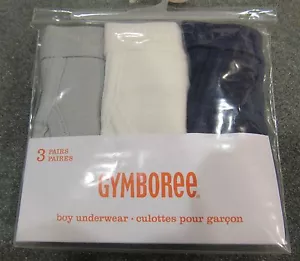 3 PAIRS
PAIRES
GYMBOREE®
boy underwear • culottes pour garçon